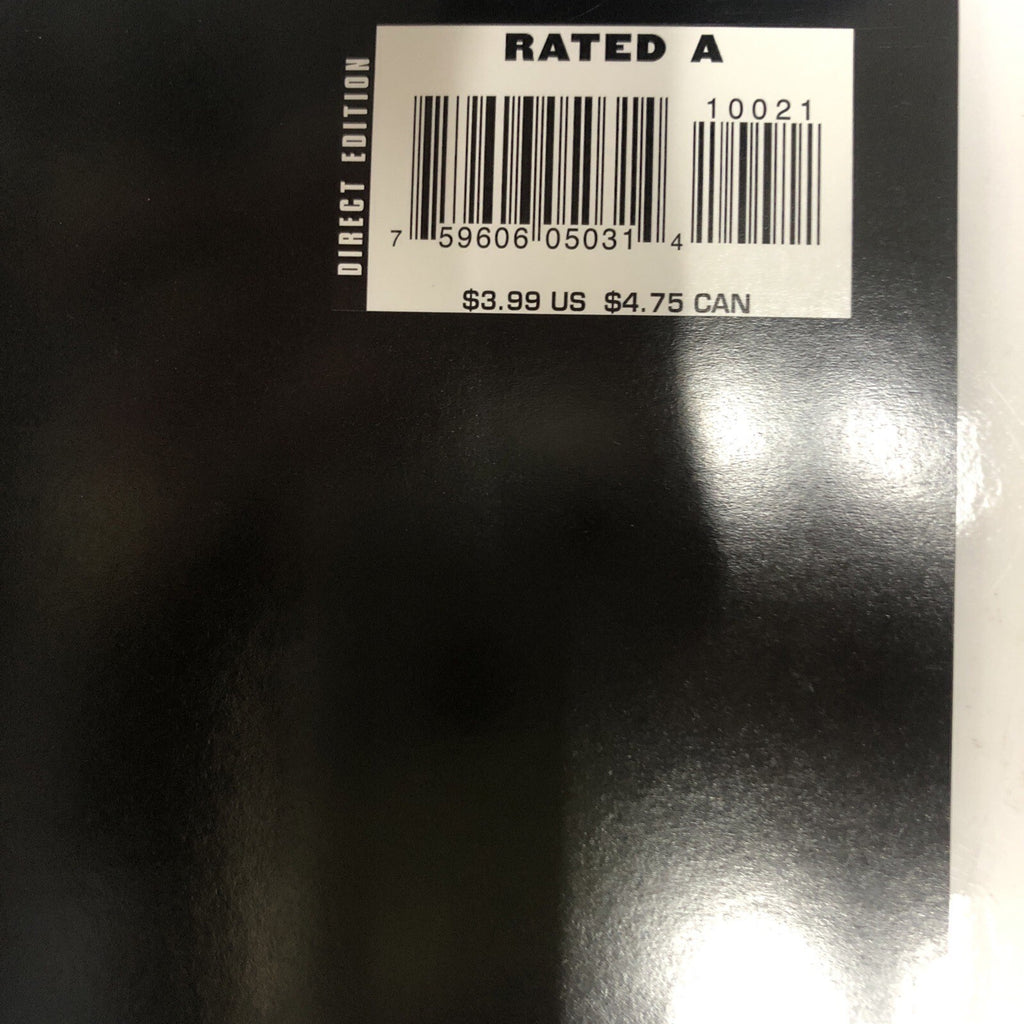 RATED A
DIRECT EDITION
10021
7 59606 05031 4
$3.99 US $4.75 CAN